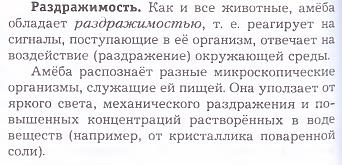 Раздражимость. Как и все животные, амёба
обладает раздражимостью, т. е. реагирует на
сигналы, поступающие в её организм, отвечает на
воздействие (раздражение) окружающей среды.
Амёба распознаёт разные микроскопические
организмы, служащие ей пищей. Она уползает от
яркого света, механического раздражения и по-
вышенных концентраций растворённых в воде
веществ (например, от кристаллика поваренной
соли).